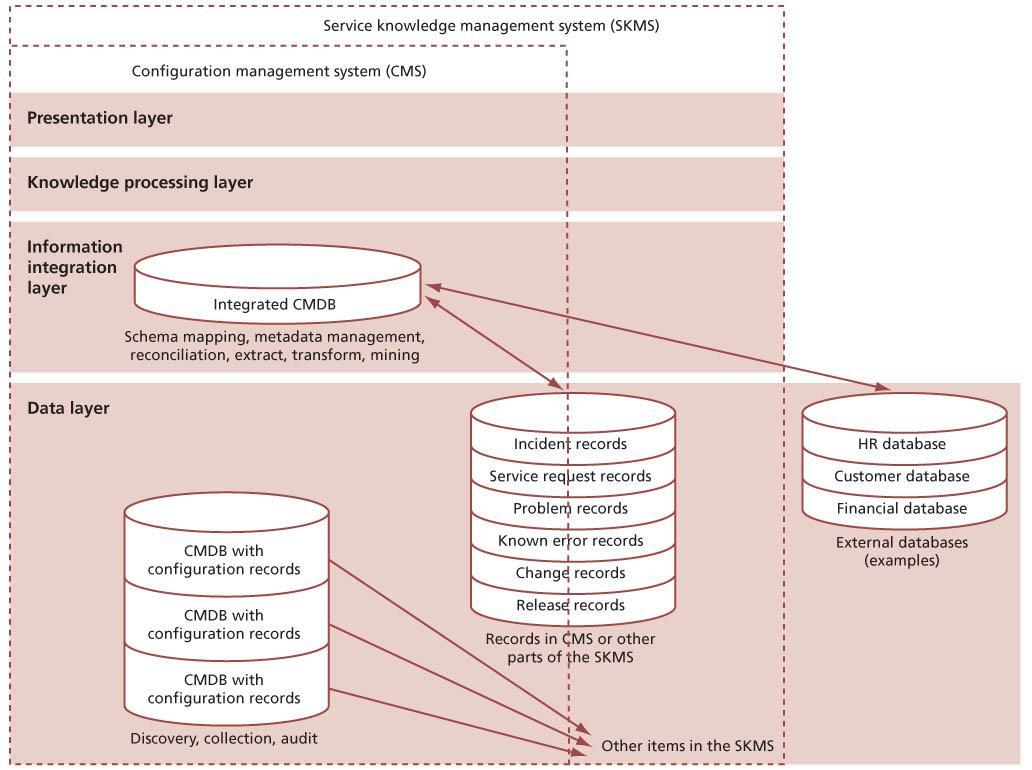 Service knowledge management system (SKMS)
Configuration management system (CMS)
Presentation layer
Knowledge processing layer
Information
integration
layer
Integrated CMDB
Schema mapping, metadata management,
reconciliation, extract, transform, mining
Data layer
Incident records
Service request records
Problem records
Known error records
Change records
Release records
Records in CMS or other
parts of the SKMS
HR database
Customer database
Financial database
External databases
(examples)
CMDB with
configuration records
CMDB with
configuration records
CMDB with
configuration records
Discovery, collection, audit
Other items in the SKMS